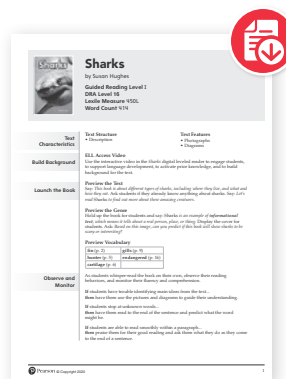 Sharks
Sharks
by Susan Hughes
Guided Reading Level I
DRA Level 16
Lexile Measure 450L
Word Count 414
Text
Characteristics
Text Structure
• Description
Text Features
• Photographs
• Diagrams
Build Background
ELL Access Video
Use the interactive video in the Sharks digital leveled reader to engage students,
to support language development, to activate prior knowledge, and to build
background for the text.
Launch the Book
Preview the Text
Say: This book is about different types of sharks, including where they live, and what and
how they eat. Ask students if they already know anything about sharks. Say: Let's
read Sharks to find out more about these amazing creatures.
Preview the Genre
Hold up the book for students and say: Sharks is an example of informational
text, which means it tells about a real person, place, or thing. Display the cover for
students. Ask: Based on this image, can you predict if this book will show sharks to be
scary or interesting?
Preview Vocabulary
fin (p. 2) gills (p. 9)
hunter (p. 5) endangered (p. 16)
cartilage (p. 6)
Observe and
Monitor
As students whisper-read the book on their own, observe their reading
behaviors, and monitor their fluency and comprehension.
If students have trouble identifying main ideas from the text…
then have them use the pictures and diagrams to guide their understanding.
If students stop at unknown words…
then have them read to the end of the sentence and predict what the word
might be.
If students are able to read smoothly within a paragraph…
then praise them for their good reading and ask them what they do as they come
to the end of a sentence.
Pearson © Copyright 2020
1